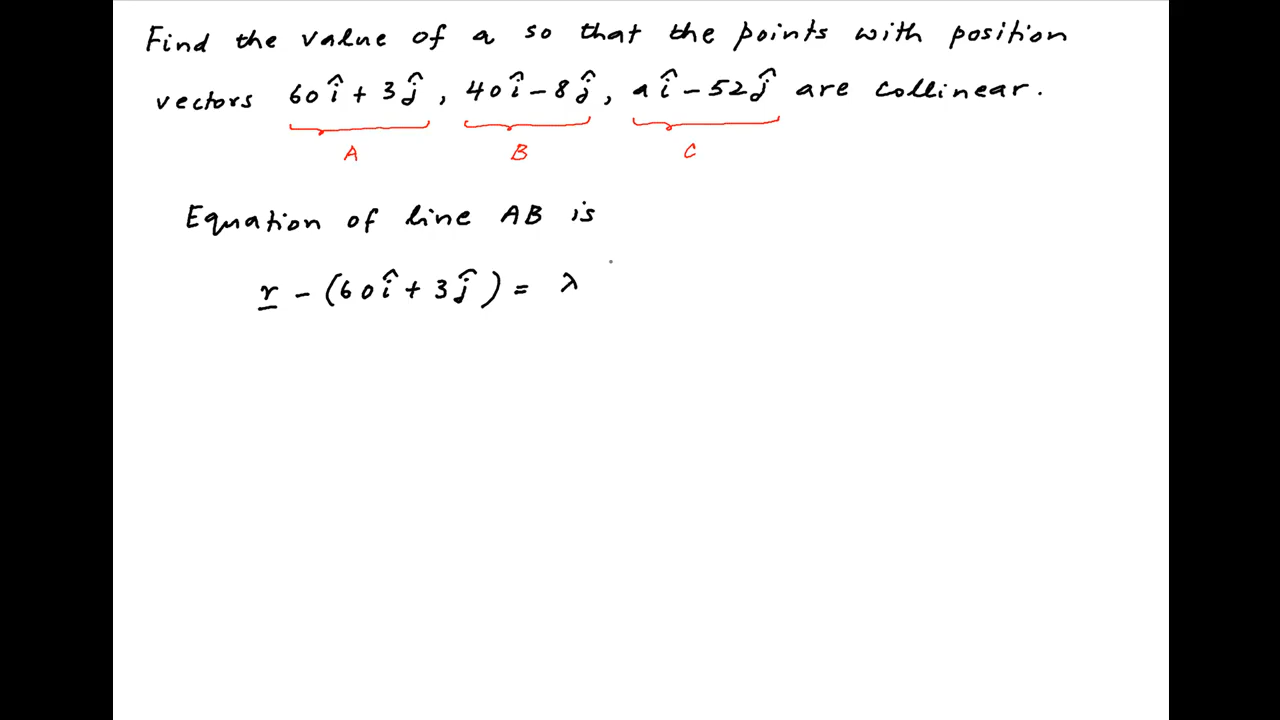 Find the value of a so that the points with position
vectors 60î + 3ĵ, 40î - 8ĵ, aî - 52ĵ are collinear.
A B C
Equation of line AB is
r - (60î + 3ĵ) = λ